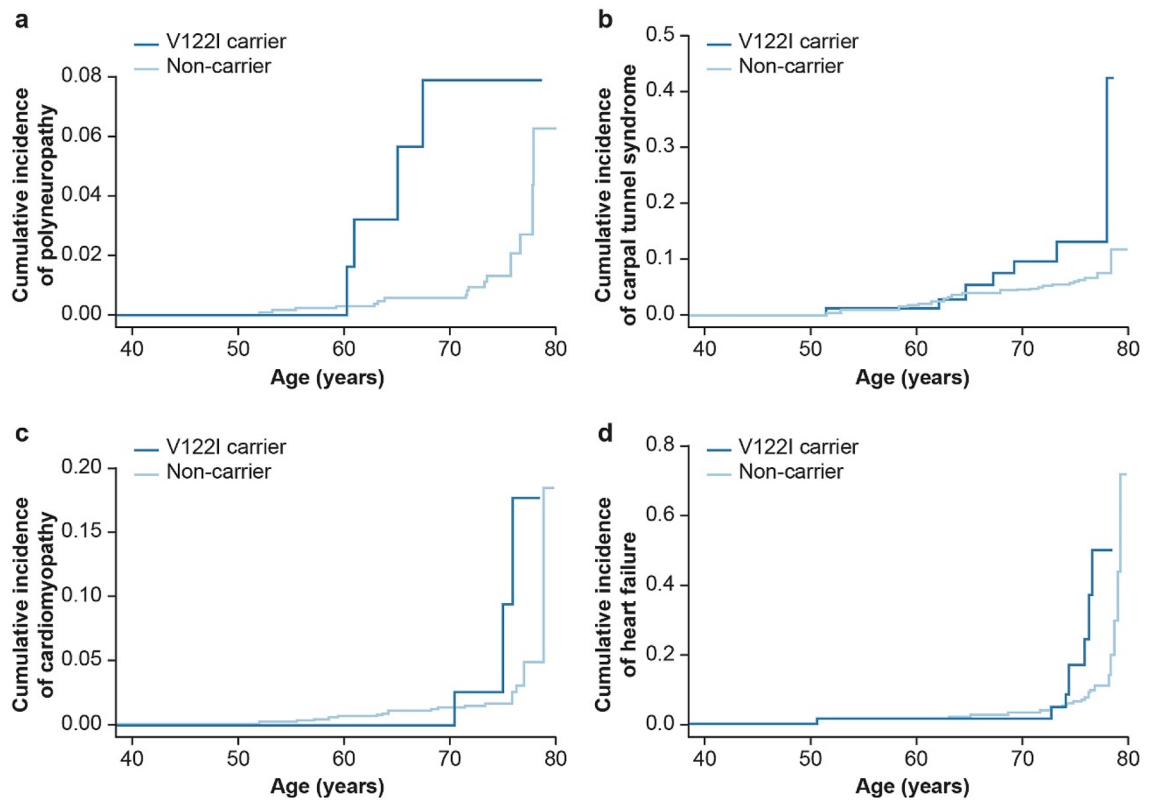 a
V122I carrier
Non-carrier
Cumulative incidence
of polyneuropathy
0.08
0.06
0.04
0.02
0.00
40 50 60 70 80
Age (years)
b
V122I carrier
Non-carrier
Cumulative incidence
of carpal tunnel syndrome
0.5
0.4
0.3
0.2
0.1
0.0
40 50 60 70 80
Age (years)
c
V122I carrier
Non-carrier
Cumulative incidence
of cardiomyopathy
0.20
0.15
0.10
0.05
0.00
40 50 60 70 80
Age (years)
d
V122I carrier
Non-carrier
Cumulative incidence
of heart failure
0.8
0.6
0.4
0.2
0.0
40 50 60 70 80
Age (years)